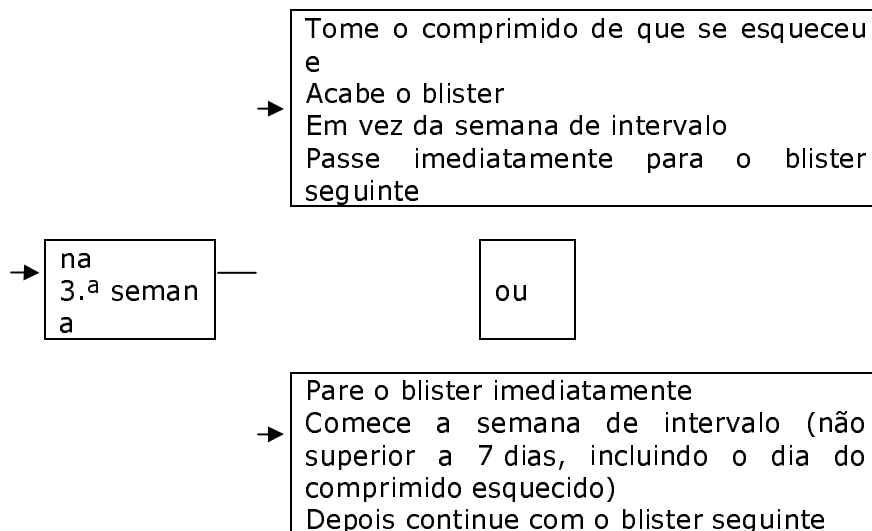 Tome o comprimido de que se esqueceu
e
Acabe o blister
Em vez da semana de intervalo
Passe imediatamente para o blister
seguinte
na
3.ª seman
a
ou
Pare o blister imediatamente
Comece a semana de intervalo (não
superior a 7 dias, incluindo o dia do
comprimido esquecido)
Depois continue com o blister seguinte